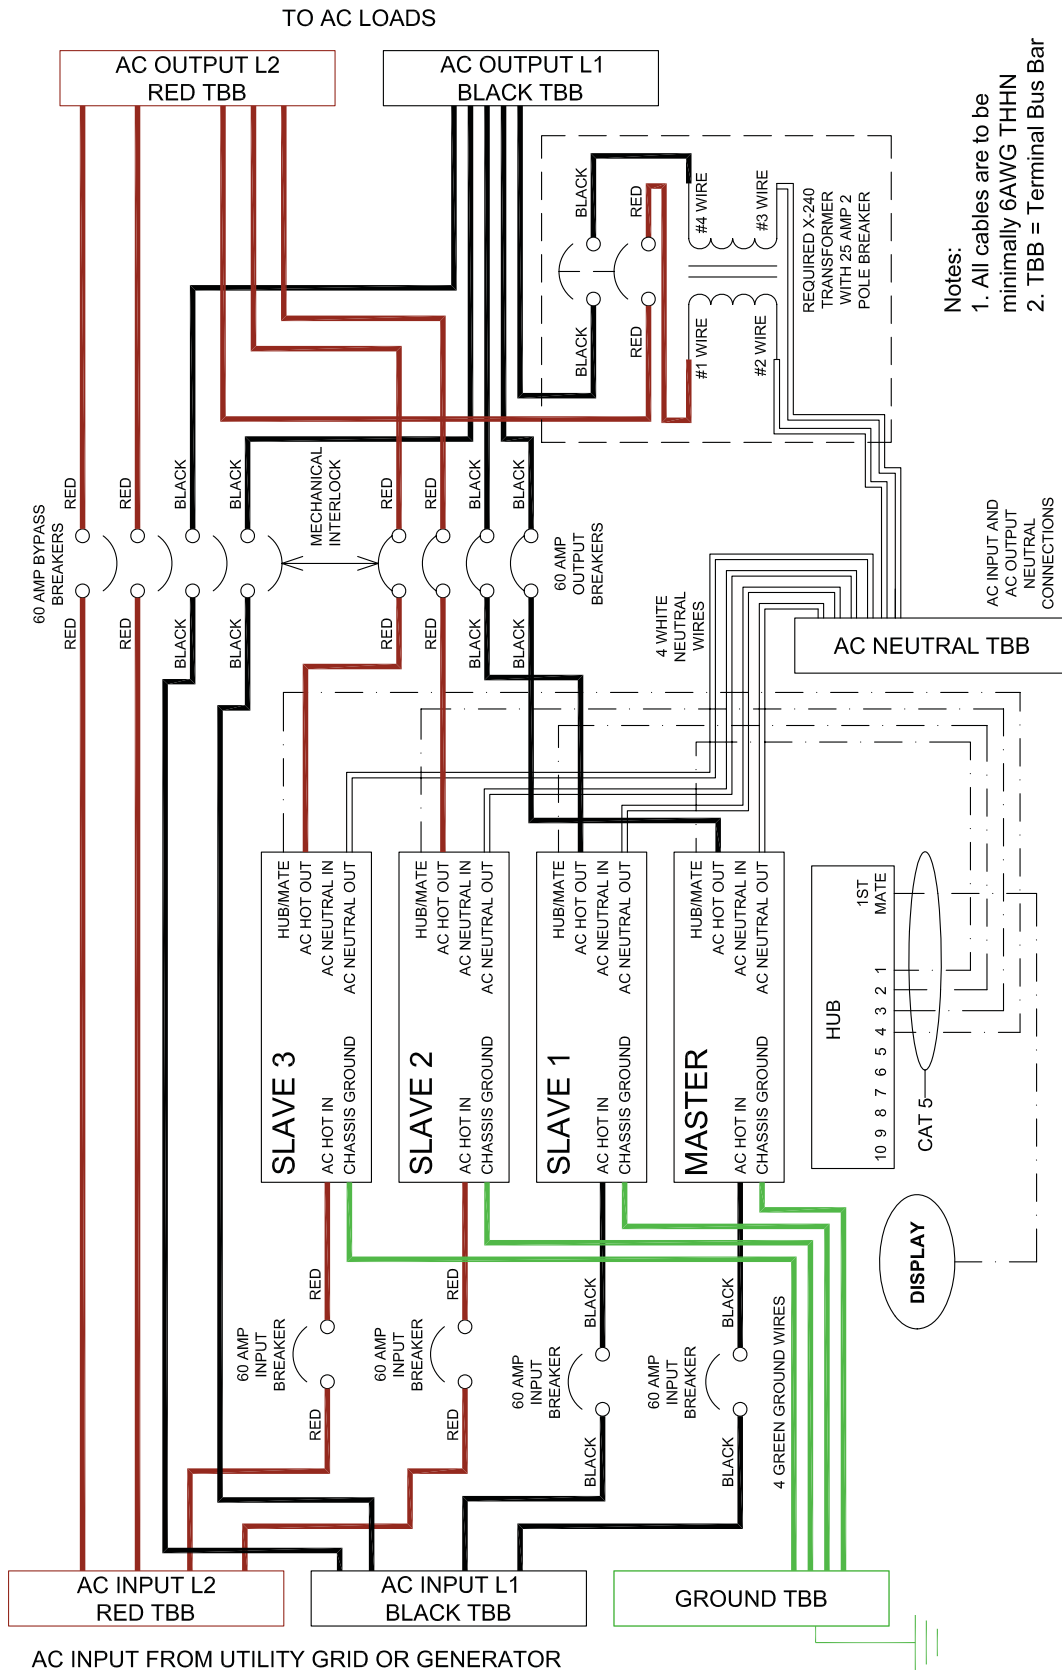 TO AC LOADS
AC OUTPUT L2
RED TBB
AC OUTPUT L1
BLACK TBB
Notes:
1. All cables are to be
minimally 6AWG THHN
2. TBB = Terminal Bus Bar
BLACK
RED
#4 WIRE
#3 WIRE
BLACK
RED
#1 WIRE
#2 WIRE
REQUIRED X-240
TRANSFORMER
WITH 25 AMP 2
POLE BREAKER
60 AMP BYPASS
BREAKERS
RED
RED
BLACK
BLACK
MECHANICAL
INTERLOCK
RED
RED
BLACK
BLACK
60 AMP
OUTPUT
BREAKERS
RED
RED
BLACK
BLACK
RED
RED
BLACK
BLACK
4 WHITE
NEUTRAL
WIRES
AC INPUT AND
AC OUTPUT
NEUTRAL
CONNECTIONS
AC NEUTRAL TBB
HUB/MATE
AC HOT OUT
AC NEUTRAL IN
AC NEUTRAL OUT
SLAVE 3
AC HOT IN
CHASSIS GROUND
HUB/MATE
AC HOT OUT
AC NEUTRAL IN
AC NEUTRAL OUT
SLAVE 2
AC HOT IN
CHASSIS GROUND
HUB/MATE
AC HOT OUT
AC NEUTRAL IN
AC NEUTRAL OUT
SLAVE 1
AC HOT IN
CHASSIS GROUND
HUB/MATE
AC HOT OUT
AC NEUTRAL IN
AC NEUTRAL OUT
MASTER
AC HOT IN
CHASSIS GROUND
1ST
MATE
HUB
10 9 8 7 6 5 4 3 2 1
CAT 5
DISPLAY
RED
60 AMP
INPUT
BREAKER
RED
RED
60 AMP
INPUT
BREAKER
RED
BLACK
60 AMP
INPUT
BREAKER
BLACK
BLACK
60 AMP
INPUT
BREAKER
BLACK
4 GREEN GROUND WIRES
AC INPUT L2
RED TBB
AC INPUT L1
BLACK TBB
GROUND TBB
AC INPUT FROM UTILITY GRID OR GENERATOR